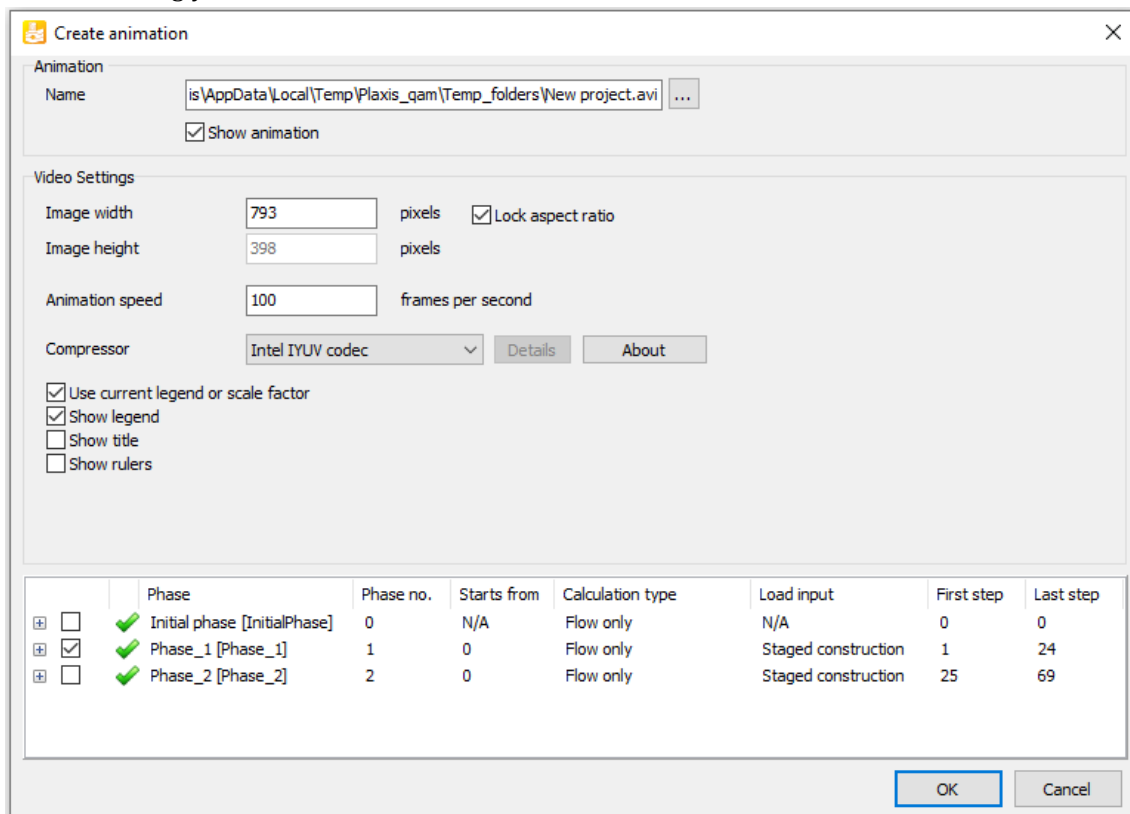 Create animation
Animation
Name is\AppData\Local\Temp\Plaxis_qam\Temp_folders\New project.avi ...
Show animation
Video Settings
Image width 793 pixels Lock aspect ratio
Image height 398 pixels
Animation speed 100 frames per second
Compressor Intel IYUV codec Details About
Use current legend or scale factor
Show legend
Show title
Show rulers
Phase Phase no. Starts from Calculation type Load input First step Last step
Initial phase [InitialPhase] 0 N/A Flow only N/A 0 0
Phase_1 [Phase_1] 1 0 Flow only Staged construction 1 24
Phase_2 [Phase_2] 2 0 Flow only Staged construction 25 69
OK Cancel